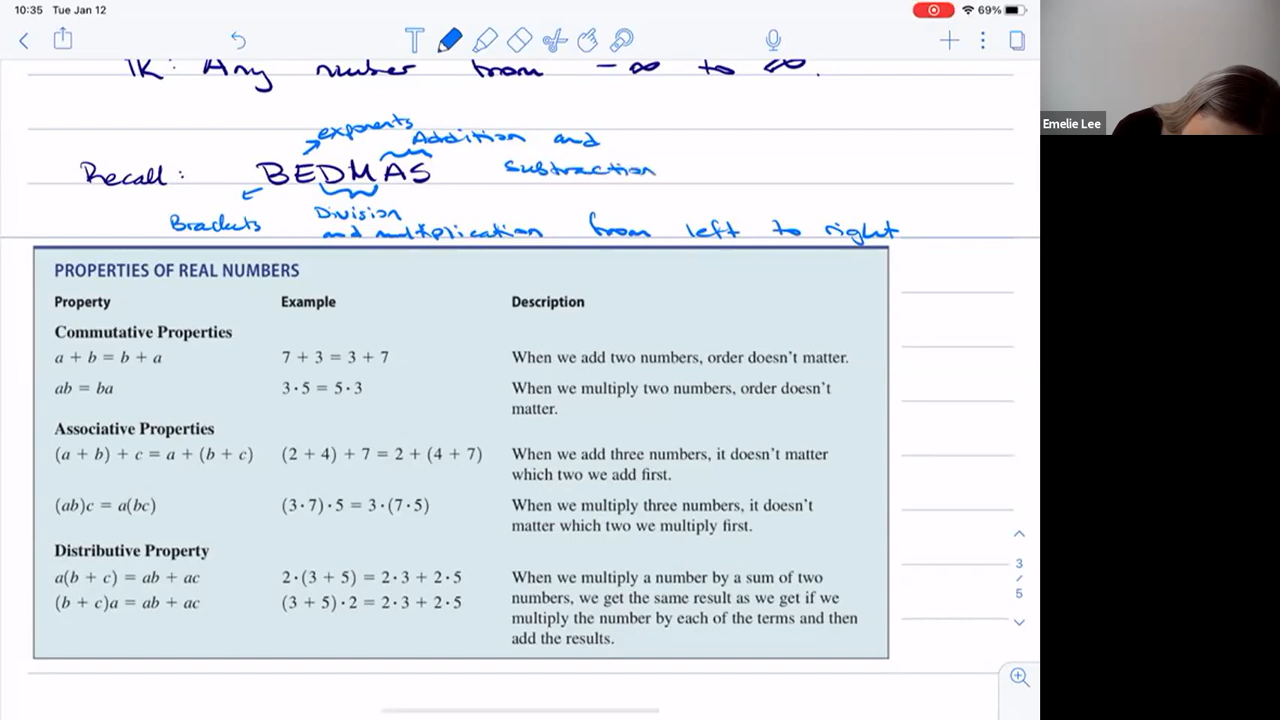 10:35 Tue Jan 12
69%
IR: Any number from -∞ to ∞.
exponents
Addition and
Subtraction
Recall: BEDMAS
Brackets
Division
and multiplication from left to right
PROPERTIES OF REAL NUMBERS
Property Example Description
Commutative Properties
a + b = b + a 7 + 3 = 3 + 7 When we add two numbers, order doesn't matter.
ab = ba 3 · 5 = 5 · 3 When we multiply two numbers, order doesn't
matter.
Associative Properties
(a + b) + c = a + (b + c) (2 + 4) + 7 = 2 + (4 + 7) When we add three numbers, it doesn't matter
which two we add first.
(ab)c = a(bc) (3 · 7) · 5 = 3 · (7 · 5) When we multiply three numbers, it doesn't
matter which two we multiply first.
Distributive Property
a(b + c) = ab + ac 2 · (3 + 5) = 2 · 3 + 2 · 5 When we multiply a number by a sum of two
(b + c)a = ab + ac (3 + 5) · 2 = 2 · 3 + 2 · 5 numbers, we get the same result as we get if we
multiply the number by each of the terms and then
add the results.
3
/
5
Emelie Lee